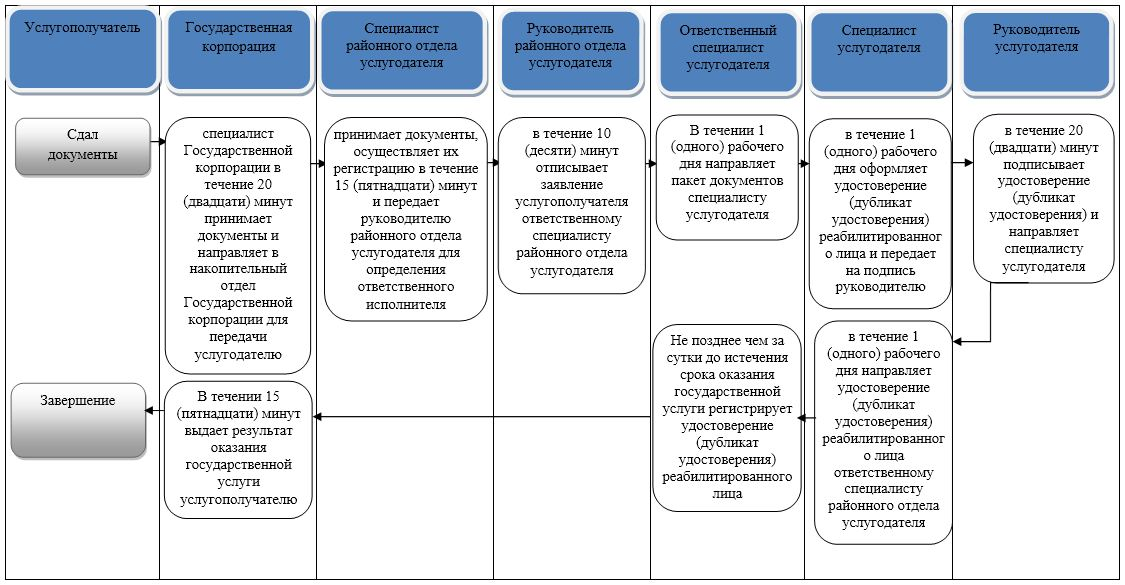 Услугополучатель
Государственная
корпорация
Специалист
районного отдела
услугодателя
Руководитель
районного отдела
услугодателя
Ответственный
специалист
услугодателя
Специалист
услугодателя
Руководитель
услугодателя
Сдал
документы
специалист
Государственной
корпорации в
течение 20
(двадцати) минут
принимает
документы и
направляет в
накопительный
отдел
Государственной
корпорации для
передачи
услугодателю
принимает документы,
осуществляет их
регистрацию в течение
15 (пятнадцати) минут
и передает
руководителю
районного отдела
услугодателя для
определения
ответственного
исполнителя
в течение 10
(десяти) минут
отписывает
заявление
услугополучателя
ответственному
специалисту
районного отдела
услугодателя
В течении 1
(одного) рабочего
дня направляет
пакет документов
специалисту
услугодателя
в течение 1
(одного) рабочего
дня оформляет
удостоверение
(дубликат
удостоверения)
реабилитированног
о лица и передает
на подпись
руководителю
в течение 20
(двадцати) минут
подписывает
удостоверение
(дубликат
удостоверения) и
направляет
специалисту
услугодателя
в течение 1
(одного) рабочего
дня направляет
удостоверение
(дубликат
удостоверения)
реабилитированног
о лица
ответственному
специалисту
районного отдела
услугодателя
Не позднее чем за
сутки до истечения
срока оказания
государственной
услуги регистрирует
удостоверение
(дубликат
удостоверения)
реабилитированного
лица
В течении 15
(пятнадцати) минут
выдает результат
оказания
государственной
услуги
услугополучателю
Завершение